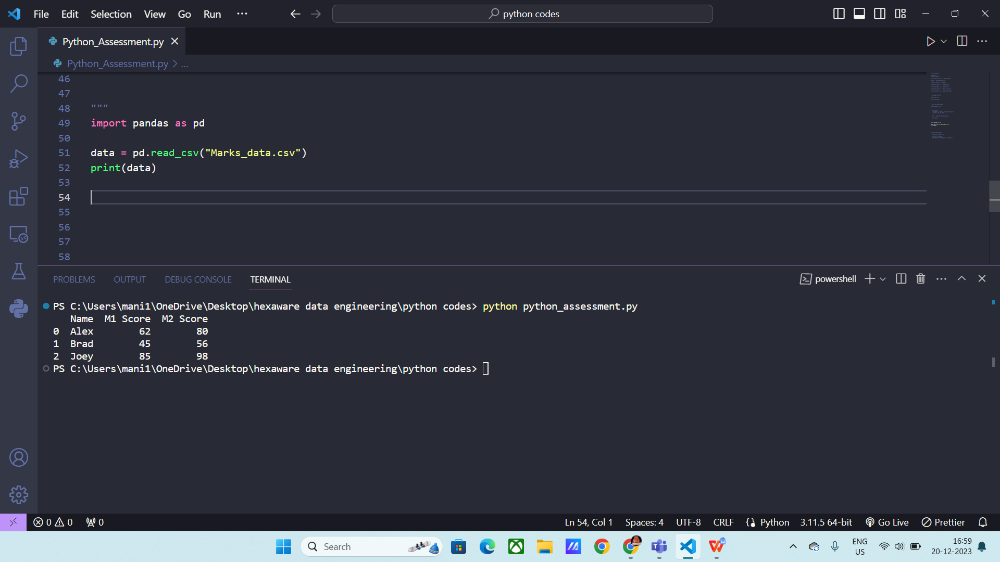 File Edit Selection View Go Run ··· python codes
Python_Assessment.py
Python_Assessment.py > ...
46
47
48 """
49 import pandas as pd
50
51 data = pd.read_csv("Marks_data.csv")
52 print(data)
53
54
55
56
57
58
PROBLEMS OUTPUT DEBUG CONSOLE TERMINAL powershell
PS C:\Users\mani1\OneDrive\Desktop\hexaware data engineering\python codes> python python_assessment.py
Name M1 Score M2 Score
0 Alex 62 80
1 Brad 45 56
2 Joey 85 98
PS C:\Users\mani1\OneDrive\Desktop\hexaware data engineering\python codes>
0 0 0 Ln 54, Col 1 Spaces: 4 UTF-8 CRLF Python 3.11.5 64-bit Go Live Prettier
Search ENG 16:59
US 20-12-2023